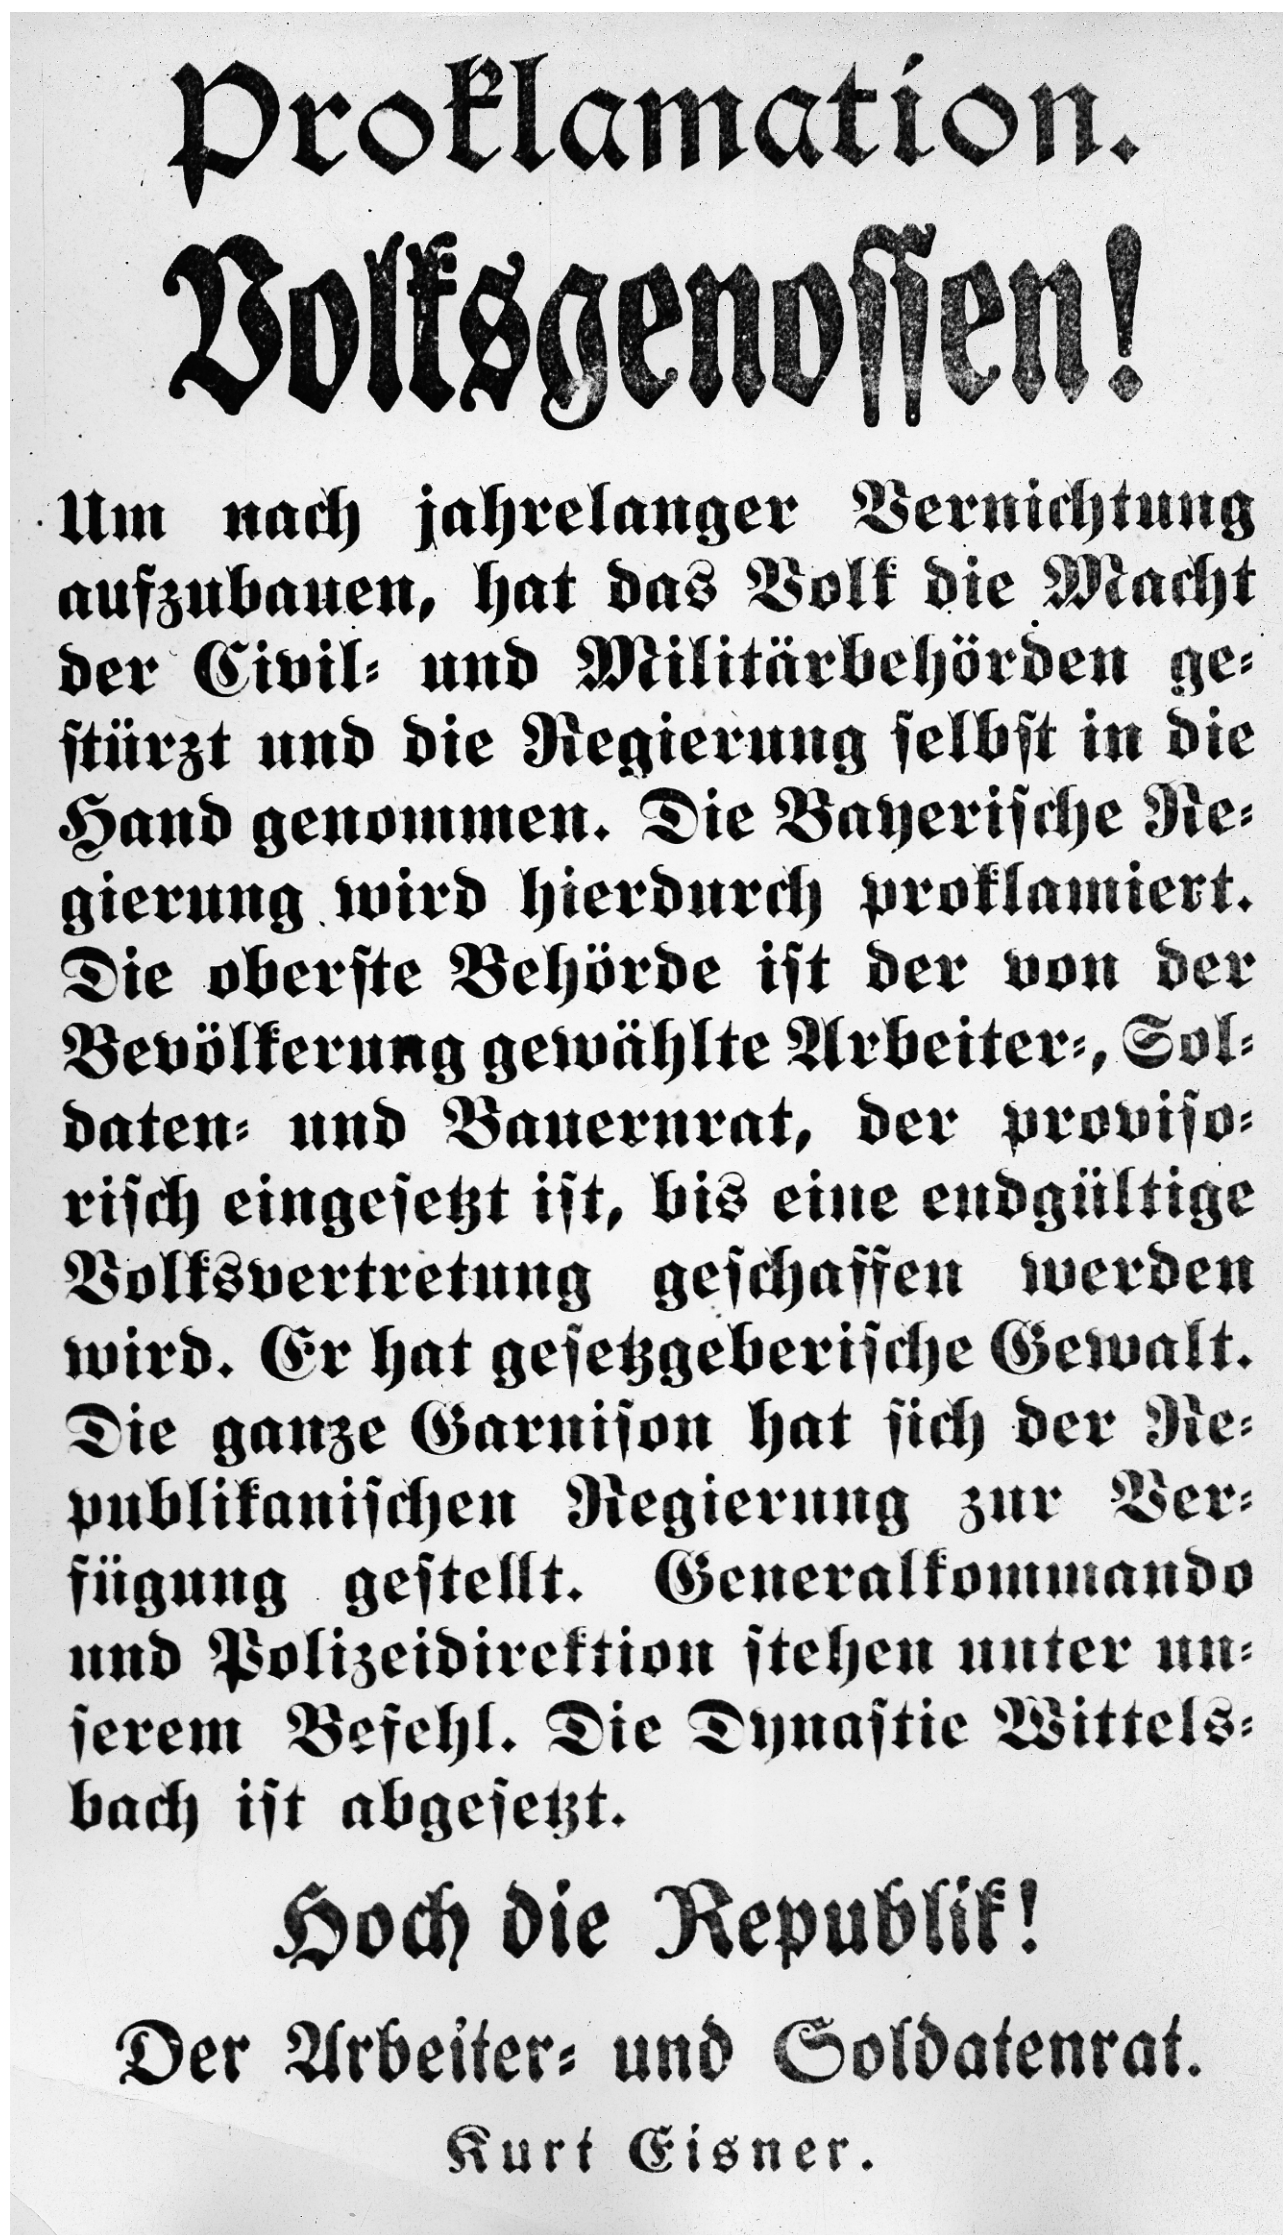 Proklamation.
Volksgenossen!
Um nach jahrelanger Vernichtung
aufzubauen, hat das Volk die Macht
der Civil- und Militärbehörden ge-
stürzt und die Regierung selbst in die
Hand genommen. Die Bayerische Re-
gierung wird hierdurch proklamiert.
Die oberste Behörde ist der von der
Bevölkerung gewählte Arbeiter-, Sol-
daten- und Bauernrat, der proviso-
risch eingesetzt ist, bis eine endgültige
Volksvertretung geschaffen werden
wird. Er hat gesetzgeberische Gewalt.
Die ganze Garnison hat sich der Re-
publikanischen Regierung zur Ver-
fügung gestellt. Generalkommando
und Polizeidirektion stehen unter un-
serem Befehl. Die Dynastie Wittels-
bach ist abgesetzt.
Hoch die Republik!
Der Arbeiter- und Soldatenrat.
Kurt Eisner.